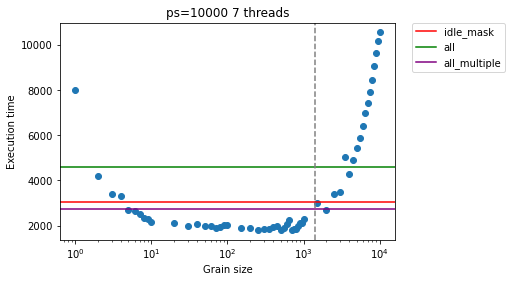 ps=10000 7 threads
idle_mask
all
all_multiple
Execution time
10000
8000
6000
4000
2000
10⁰
10¹
10²
10³
10⁴
Grain size